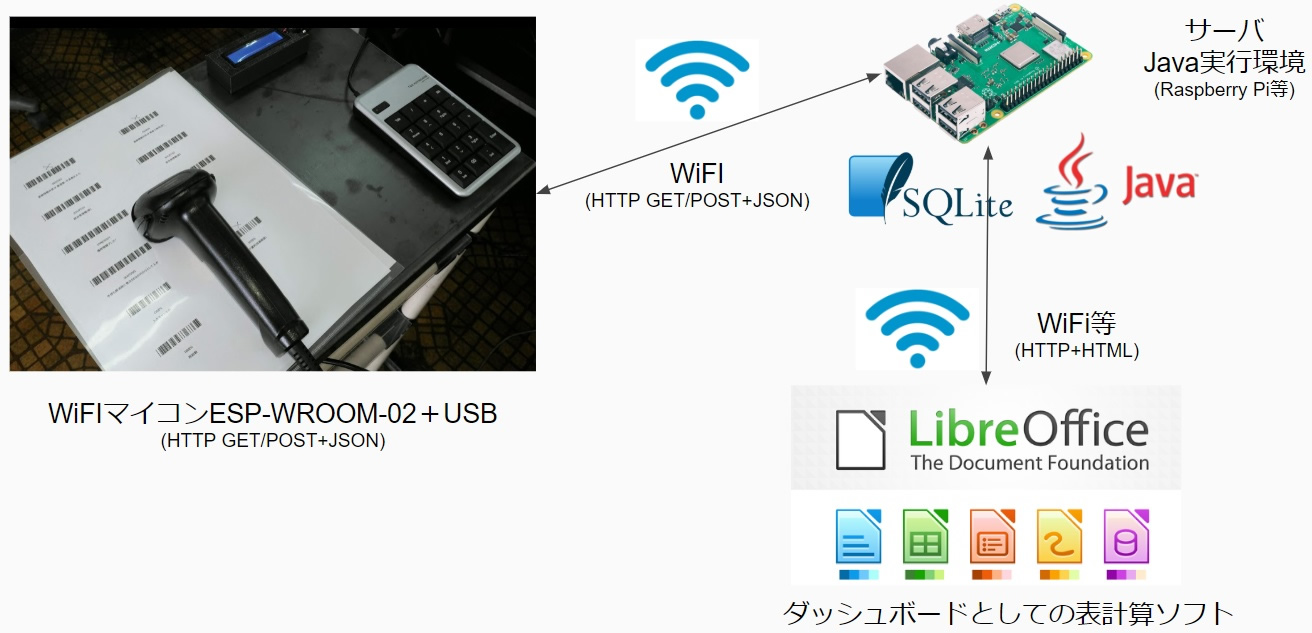 サーバ
Java実行環境
(Raspberry Pi等)
WiFI
(HTTP GET/POST+JSON)
SQLite
Java
WiFi等
(HTTP+HTML)
WiFIマイコンESP-WROOM-02＋USB
(HTTP GET/POST+JSON)
LibreOffice
The Document Foundation
ダッシュボードとしての表計算ソフト